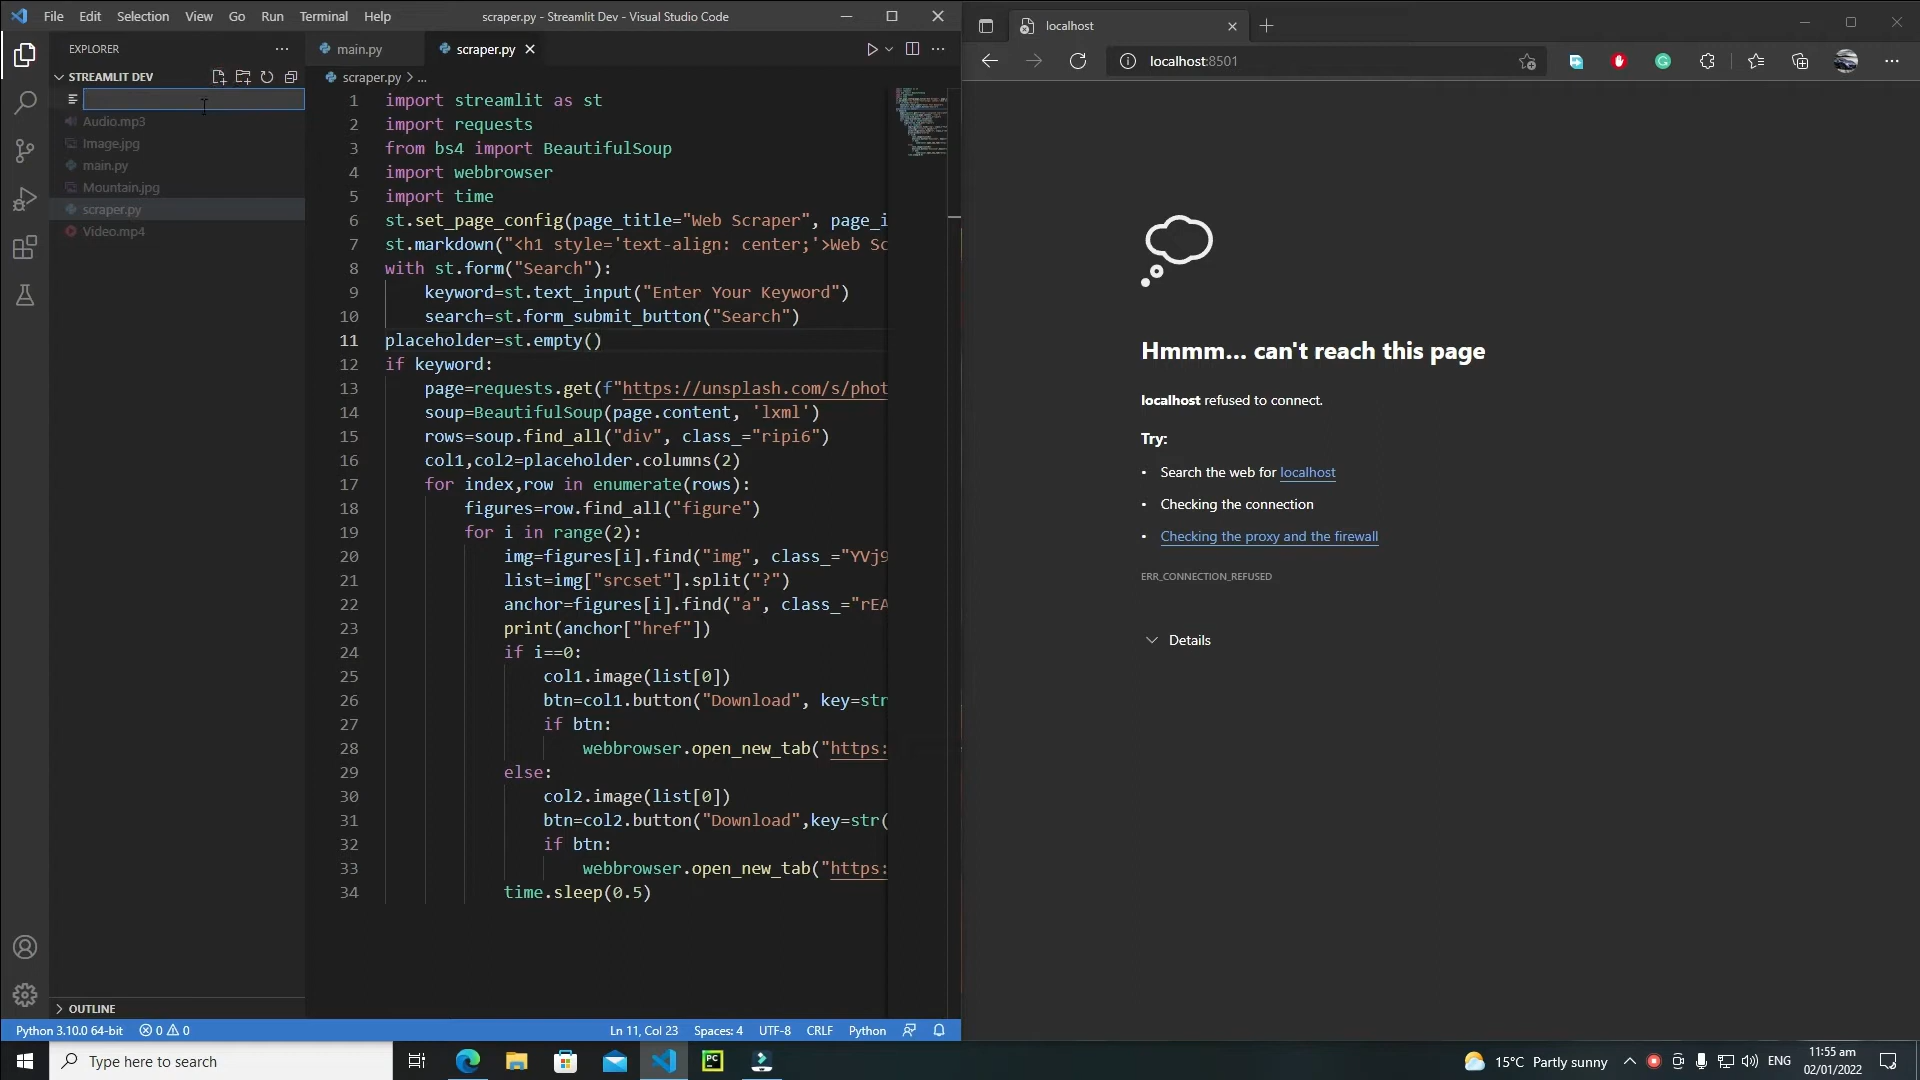 File Edit Selection View Go Run Terminal Help
scraper.py - Streamlit Dev - Visual Studio Code
EXPLORER
STREAMLIT DEV
Audio.mp3
Image.jpg
main.py
Mountain.jpg
scraper.py
Video.mp4
OUTLINE
main.py
scraper.py
scraper.py > ...
1 import streamlit as st
2 import requests
3 from bs4 import BeautifulSoup
4 import webbrowser
5 import time
6 st.set_page_config(page_title="Web Scraper", page_i
7 st.markdown("<h1 style='text-align: center;'>Web Sc
8 with st.form("Search"):
9 keyword=st.text_input("Enter Your Keyword")
10 search=st.form_submit_button("Search")
11 placeholder=st.empty()
12 if keyword:
13 page=requests.get(f"https://unsplash.com/s/phot
14 soup=BeautifulSoup(page.content, 'lxml')
15 rows=soup.find_all("div", class_="ripi6")
16 col1,col2=placeholder.columns(2)
17 for index,row in enumerate(rows):
18 figures=row.find_all("figure")
19 for i in range(2):
20 img=figures[i].find("img", class_="YVj9
21 list=img["srcset"].split("?")
22 anchor=figures[i].find("a", class_="rEA
23 print(anchor["href"])
24 if i==0:
25 col1.image(list[0])
26 btn=col1.button("Download", key=str
27 if btn:
28 webbrowser.open_new_tab("https:
29 else:
30 col2.image(list[0])
31 btn=col2.button("Download",key=str(
32 if btn:
33 webbrowser.open_new_tab("https:
34 time.sleep(0.5)
Python 3.10.0 64-bit 0 0
Ln 11, Col 23 Spaces: 4 UTF-8 CRLF Python
localhost
localhost:8501
Hmmm... can't reach this page
localhost refused to connect.
Try:
• Search the web for localhost
• Checking the connection
• Checking the proxy and the firewall
ERR_CONNECTION_REFUSED
Details
Type here to search
PC
15°C Partly sunny
ENG
11:55 am
02/01/2022